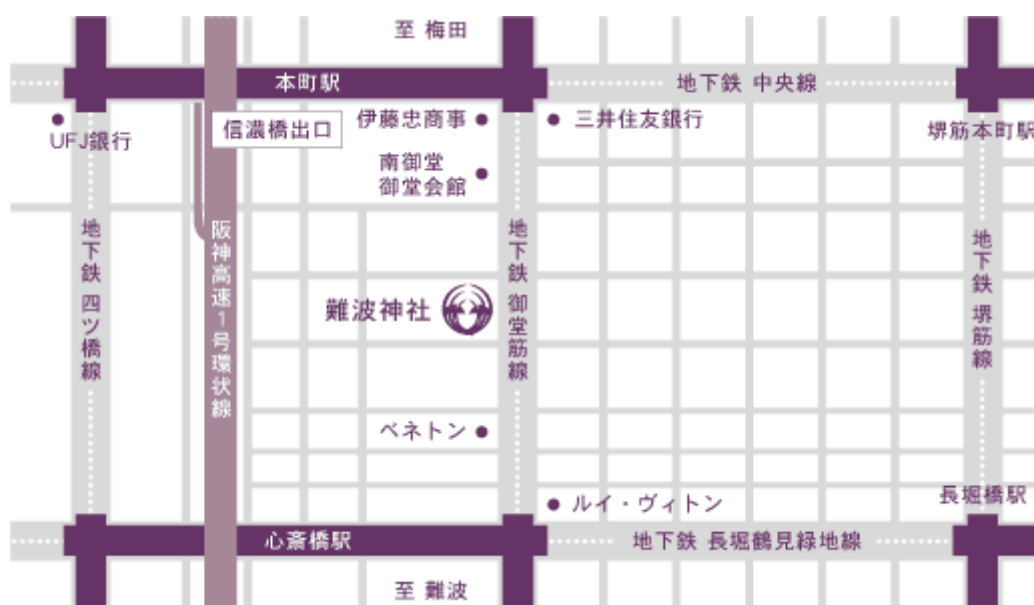 至 梅田
本町駅
地下鉄 中央線
UFJ銀行
信濃橋出口
伊藤忠商事
三井住友銀行
堺筋本町駅
南御堂
御堂会館
地下鉄 四ツ橋線
阪神高速1号環状線
難波神社
地下鉄 御堂筋線
地下鉄 堺筋線
ベネトン
ルイ・ヴィトン
長堀橋駅
心斎橋駅
地下鉄 長堀鶴見緑地線
至 難波